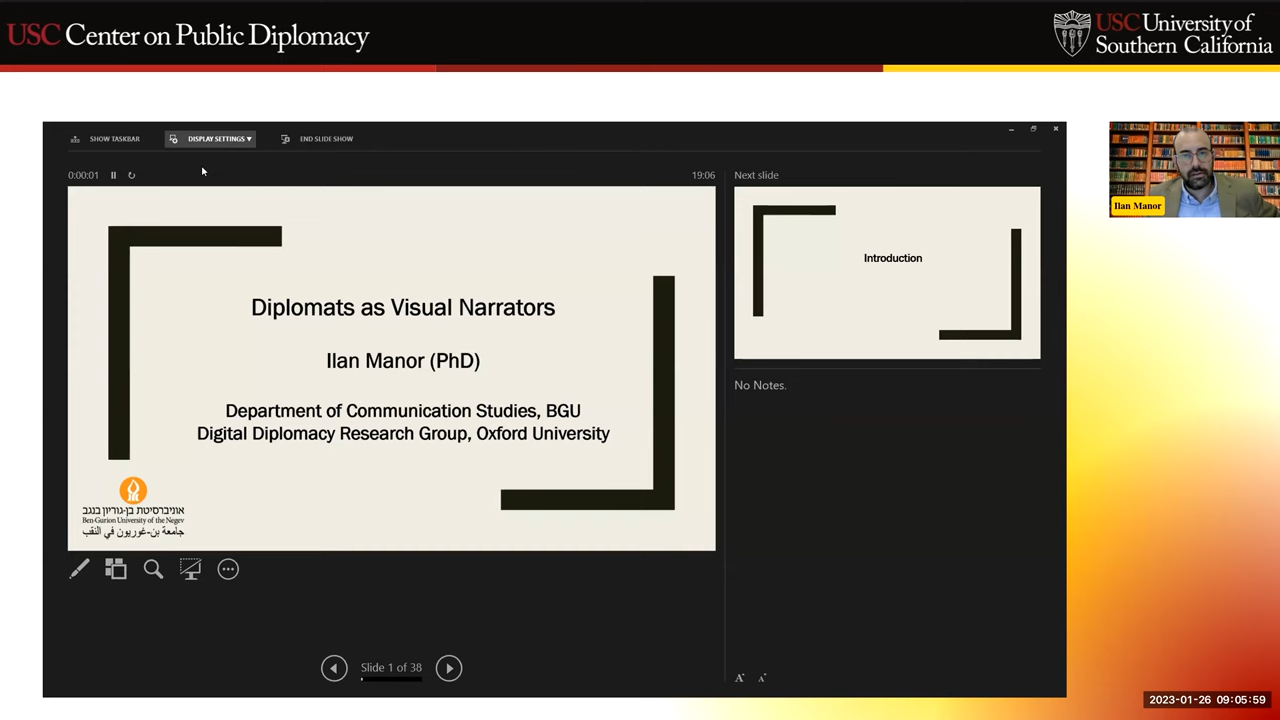 USC Center on Public Diplomacy
USC University of
Southern California
SHOW TASKBAR
DISPLAY SETTINGS ▾
END SLIDE SHOW
0:00:01
19:06
Next slide
Diplomats as Visual Narrators
Ilan Manor (PhD)
Department of Communication Studies, BGU
Digital Diplomacy Research Group, Oxford University
אוניברסיטת בן-גוריון בנגב
Ben-Gurion University of the Negev
جامعة بن-غوريون في النقب
Introduction
No Notes.
Ilan Manor
Slide 1 of 38
A A
2023-01-26 09:05:59